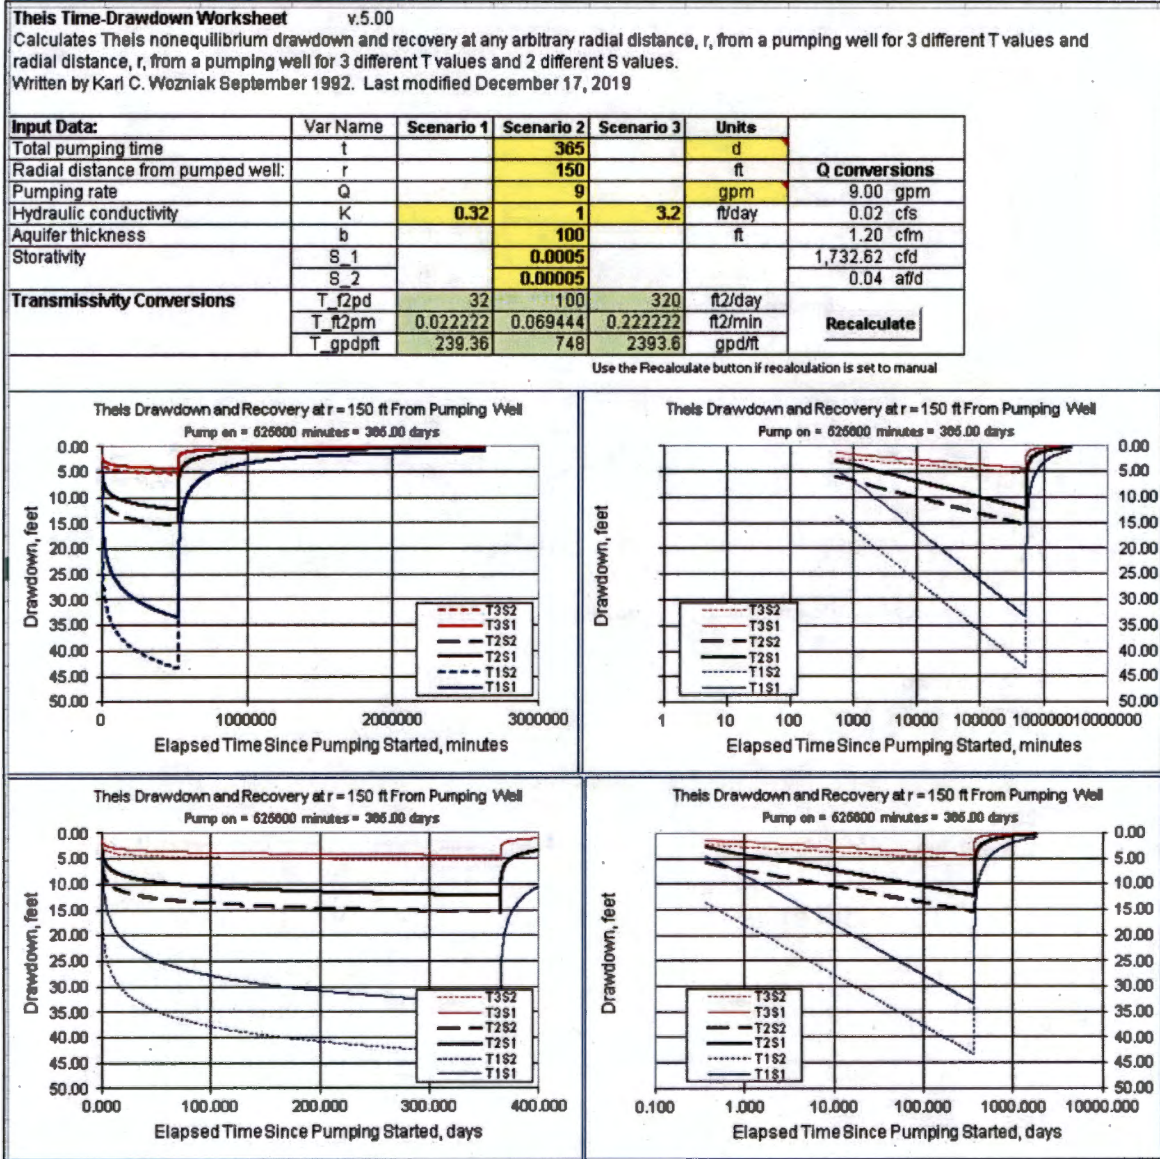 Theis Time-Drawdown Worksheet v.5.00
Calculates Theis nonequilibrium drawdown and recovery at any arbitrary radial distance, r, from a pumping well for 3 different T values and
radial distance, r, from a pumping well for 3 different T values and 2 different S values.
Written by Karl C. Wozniak September 1992. Last modified December 17, 2019
Input Data: Var Name Scenario 1 Scenario 2 Scenario 3 Units
Total pumping time t 365 d
Radial distance from pumped well: r 150 ft Q conversions
Pumping rate Q 9 gpm 9.00 gpm
Hydraulic conductivity K 0.32 1 3.2 ft/day 0.02 cfs
Aquifer thickness b 100 ft 1.20 cfm
Storativity S_1 0.0005 1,732.62 cfd
S_2 0.00005 0.04 af/d
Transmissivity Conversions T_f2pd 32 100 320 ft2/day
T_ft2pm 0.022222 0.069444 0.222222 ft2/min Recalculate
T_gpdpft 239.36 748 2393.6 gpd/ft
Use the Recalculate button if recalculation is set to manual
Theis Drawdown and Recovery at r = 150 ft From Pumping Well
Pump on = 525600 minutes = 365.00 days
0.00
5.00
10.00
15.00
20.00
25.00
30.00
35.00
40.00
45.00
50.00
Drawdown, feet
T3S2
T3S1
T2S2
T2S1
T1S2
T1S1
0 1000000 2000000 3000000
Elapsed Time Since Pumping Started, minutes
Theis Drawdown and Recovery at r = 150 ft From Pumping Well
Pump on = 525600 minutes = 365.00 days
0.00
5.00
10.00
15.00
20.00
25.00
30.00
35.00
40.00
45.00
50.00
Drawdown, feet
T3S2
T3S1
T2S2
T2S1
T1S2
T1S1
1 10 100 1000 10000 100000 1000000 10000000
Elapsed Time Since Pumping Started, minutes
Theis Drawdown and Recovery at r = 150 ft From Pumping Well
Pump on = 525600 minutes = 365.00 days
0.00
5.00
10.00
15.00
20.00
25.00
30.00
35.00
40.00
45.00
50.00
Drawdown, feet
T3S2
T3S1
T2S2
T2S1
T1S2
T1S1
0.000 100.000 200.000 300.000 400.000
Elapsed Time Since Pumping Started, days
Theis Drawdown and Recovery at r = 150 ft From Pumping Well
Pump on = 525600 minutes = 365.00 days
0.00
5.00
10.00
15.00
20.00
25.00
30.00
35.00
40.00
45.00
50.00
Drawdown, feet
T3S2
T3S1
T2S2
T2S1
T1S2
T1S1
0.100 1.000 10.000 100.000 1000.000 10000.000
Elapsed Time Since Pumping Started, days